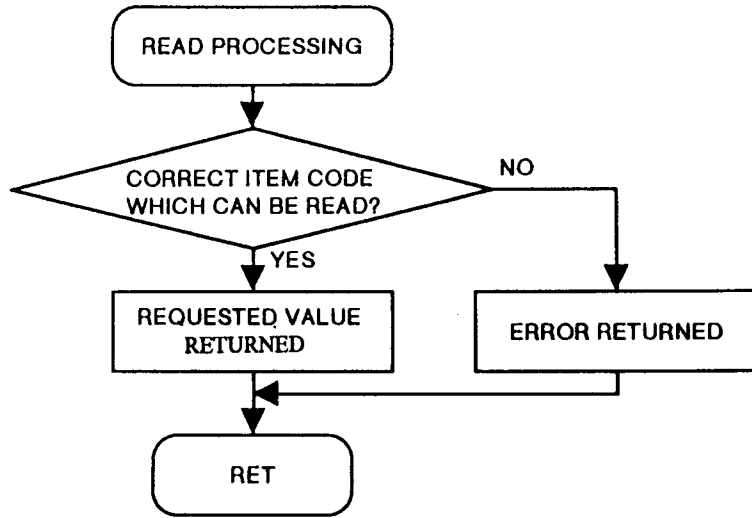 READ PROCESSING
CORRECT ITEM CODE
WHICH CAN BE READ?
NO
YES
REQUESTED VALUE
RETURNED
ERROR RETURNED
RET